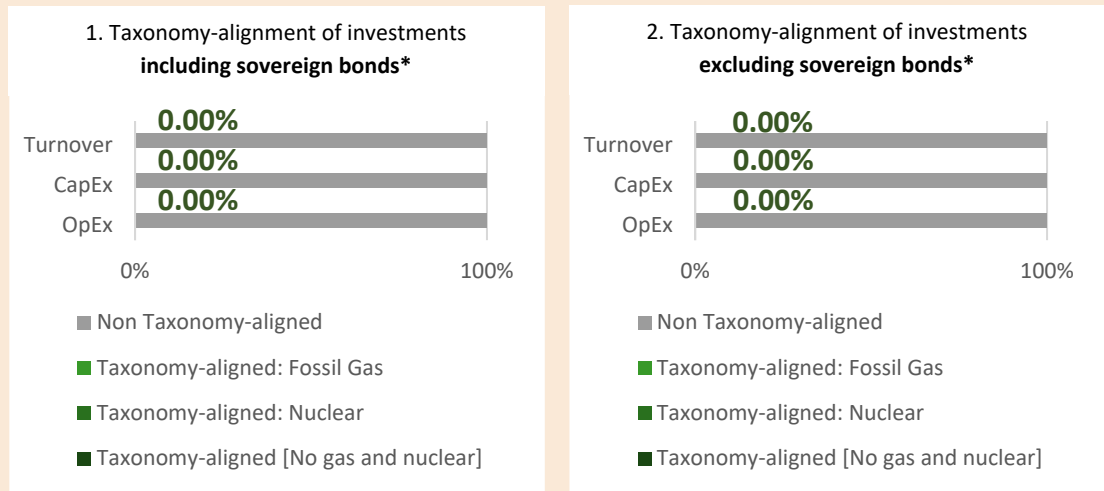 1. Taxonomy-alignment of investments
including sovereign bonds*
0.00%
Turnover
0.00%
CapEx
0.00%
OpEx
0% 100%
Non Taxonomy-aligned
Taxonomy-aligned: Fossil Gas
Taxonomy-aligned: Nuclear
Taxonomy-aligned [No gas and nuclear]
2. Taxonomy-alignment of investments
excluding sovereign bonds*
0.00%
Turnover
0.00%
CapEx
0.00%
OpEx
0% 100%
Non Taxonomy-aligned
Taxonomy-aligned: Fossil Gas
Taxonomy-aligned: Nuclear
Taxonomy-aligned [No gas and nuclear]